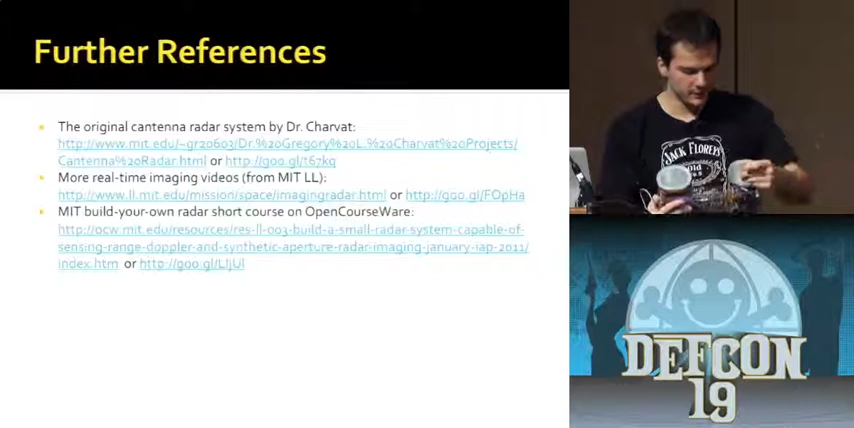 Further References
The original cantenna radar system by Dr. Charvat:
http://www.mit.edu/~gr20603/Dr.%20Gregory%20L.%20Charvat%20Projects/
Cantenna%20Radar.html or http://goo.gl/t67kq
More real-time imaging videos (from MIT LL):
http://www.ll.mit.edu/mission/space/imagingradar.html or http://goo.gl/FOpHa
MIT build-your-own radar short course on OpenCourseWare:
http://ocw.mit.edu/resources/res-ll-003-build-a-small-radar-system-capable-of-
sensing-range-doppler-and-synthetic-aperture-radar-imaging-january-iap-2011/
index.htm or http://goo.gl/LJjUl
JACK FLOREY
Old
DEFCON
19